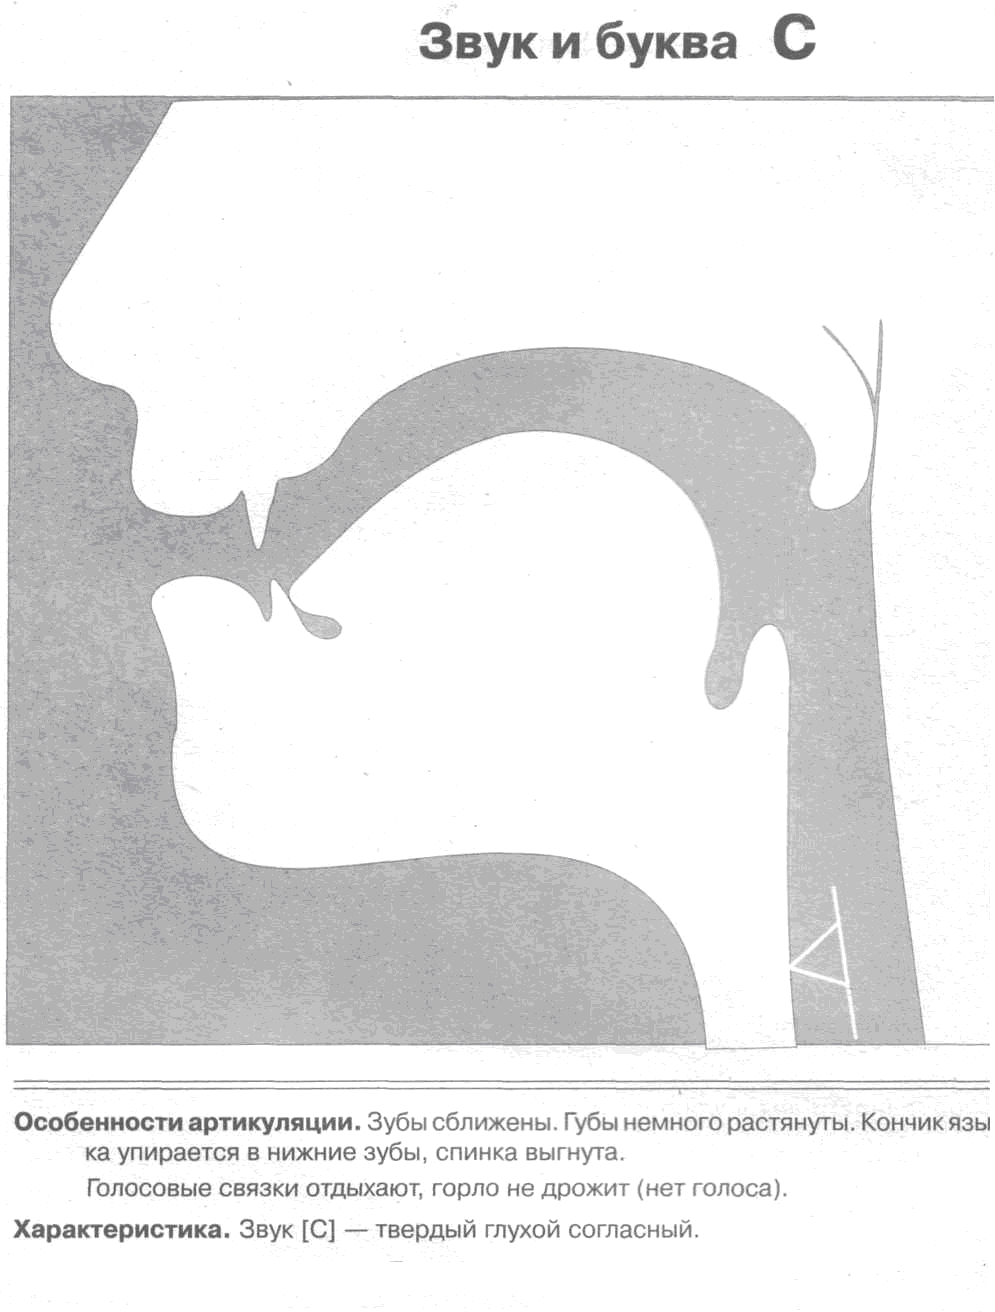 Звук и буква С
Особенности артикуляции. Зубы сближены. Губы немного растянуты. Кончик язы
ка упирается в нижние зубы, спинка выгнута.
Голосовые связки отдыхают, горло не дрожит (нет голоса).
Характеристика. Звук [С] — твердый глухой согласный.